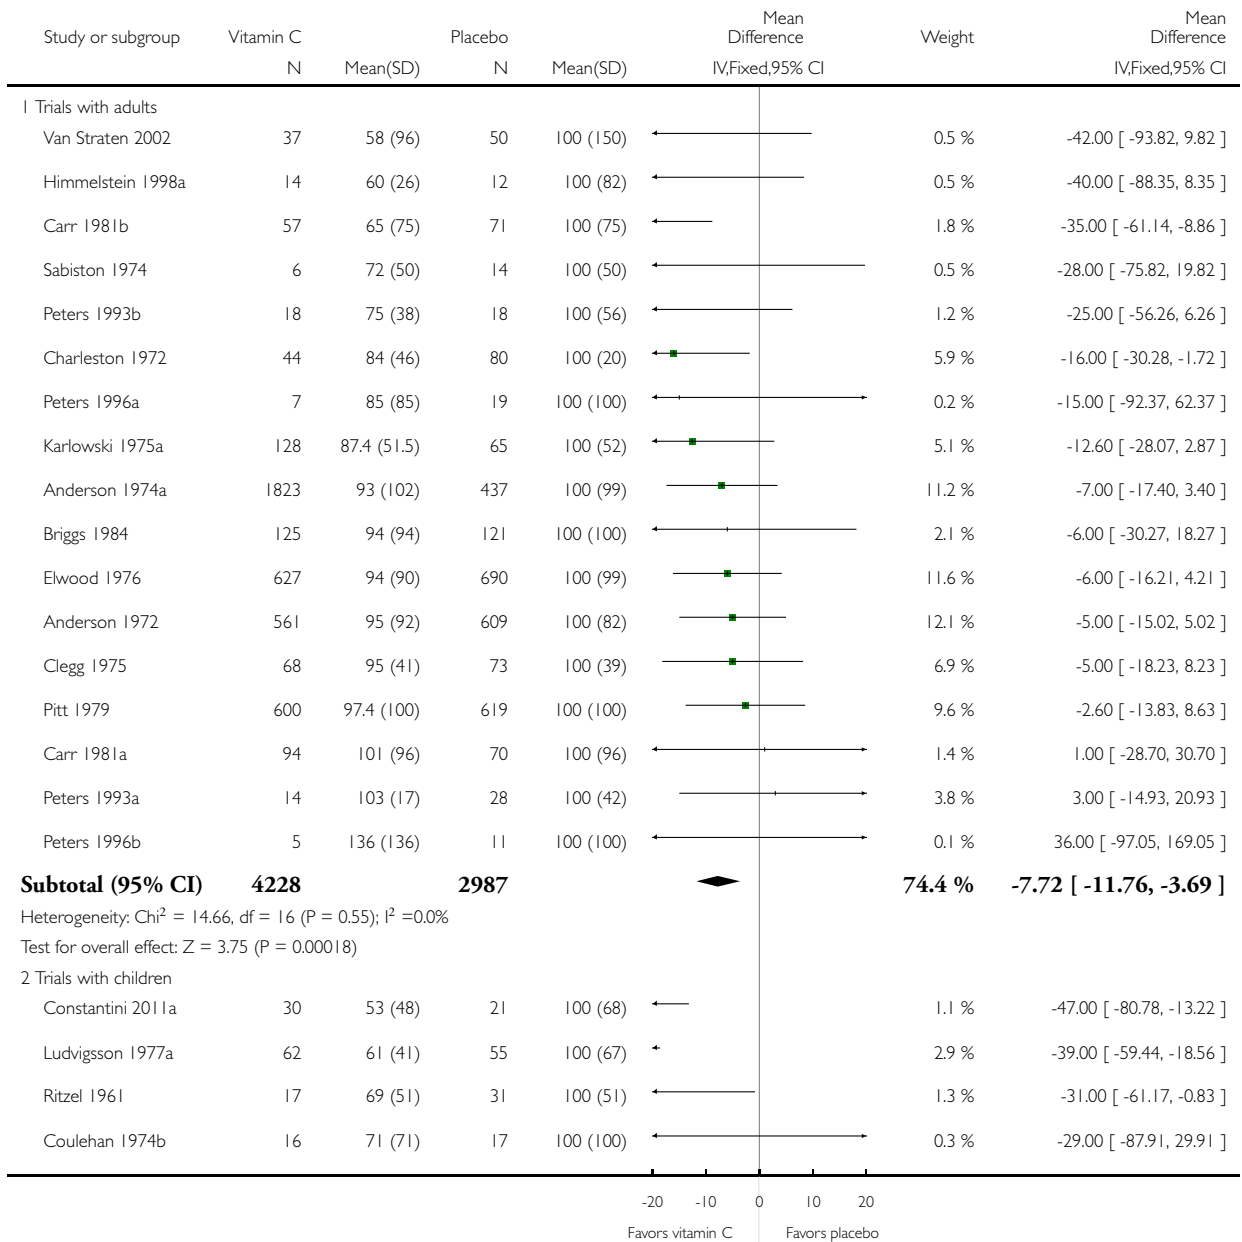 Study or subgroup Vitamin C Placebo Mean Difference Weight Mean Difference
N Mean(SD) N Mean(SD) IV,Fixed,95% CI IV,Fixed,95% CI
1 Trials with adults
Van Straten 2002 37 58 (96) 50 100 (150) 0.5 % -42.00 [ -93.82, 9.82 ]
Himmelstein 1998a 14 60 (26) 12 100 (82) 0.5 % -40.00 [ -88.35, 8.35 ]
Carr 1981b 57 65 (75) 71 100 (75) 1.8 % -35.00 [ -61.14, -8.86 ]
Sabiston 1974 6 72 (50) 14 100 (50) 0.5 % -28.00 [ -75.82, 19.82 ]
Peters 1993b 18 75 (38) 18 100 (56) 1.2 % -25.00 [ -56.26, 6.26 ]
Charleston 1972 44 84 (46) 80 100 (20) 5.9 % -16.00 [ -30.28, -1.72 ]
Peters 1996a 7 85 (85) 19 100 (100) 0.2 % -15.00 [ -92.37, 62.37 ]
Karlowski 1975a 128 87.4 (51.5) 65 100 (52) 5.1 % -12.60 [ -28.07, 2.87 ]
Anderson 1974a 1823 93 (102) 437 100 (99) 11.2 % -7.00 [ -17.40, 3.40 ]
Briggs 1984 125 94 (94) 121 100 (100) 2.1 % -6.00 [ -30.27, 18.27 ]
Elwood 1976 627 94 (90) 690 100 (99) 11.6 % -6.00 [ -16.21, 4.21 ]
Anderson 1972 561 95 (92) 609 100 (82) 12.1 % -5.00 [ -15.02, 5.02 ]
Clegg 1975 68 95 (41) 73 100 (39) 6.9 % -5.00 [ -18.23, 8.23 ]
Pitt 1979 600 97.4 (100) 619 100 (100) 9.6 % -2.60 [ -13.83, 8.63 ]
Carr 1981a 94 101 (96) 70 100 (96) 1.4 % 1.00 [ -28.70, 30.70 ]
Peters 1993a 14 103 (17) 28 100 (42) 3.8 % 3.00 [ -14.93, 20.93 ]
Peters 1996b 5 136 (136) 11 100 (100) 0.1 % 36.00 [ -97.05, 169.05 ]
Subtotal (95% CI) 4228 2987 74.4 % -7.72 [ -11.76, -3.69 ]
Heterogeneity: Chi² = 14.66, df = 16 (P = 0.55); I² =0.0%
Test for overall effect: Z = 3.75 (P = 0.00018)
2 Trials with children
Constantini 2011a 30 53 (48) 21 100 (68) 1.1 % -47.00 [ -80.78, -13.22 ]
Ludvigsson 1977a 62 61 (41) 55 100 (67) 2.9 % -39.00 [ -59.44, -18.56 ]
Ritzel 1961 17 69 (51) 31 100 (51) 1.3 % -31.00 [ -61.17, -0.83 ]
Coulehan 1974b 16 71 (71) 17 100 (100) 0.3 % -29.00 [ -87.91, 29.91 ]
-20 -10 0 10 20
Favors vitamin C Favors placebo